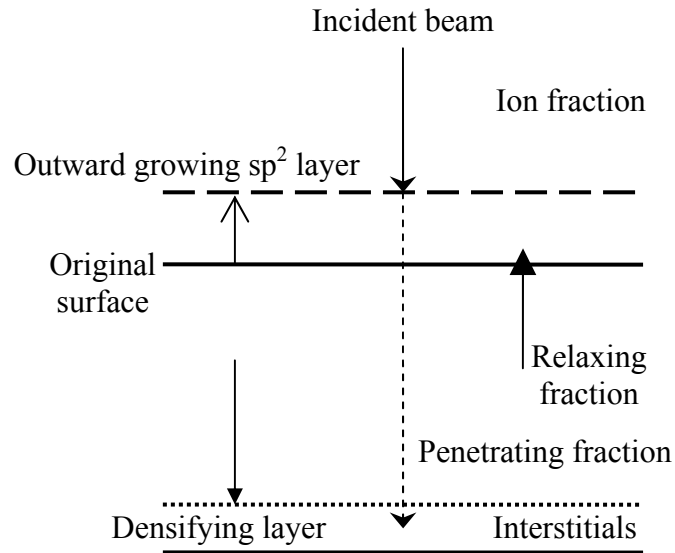 Incident beam
Ion fraction
Outward growing sp² layer
Original
surface
Relaxing
fraction
Penetrating fraction
Densifying layer
Interstitials